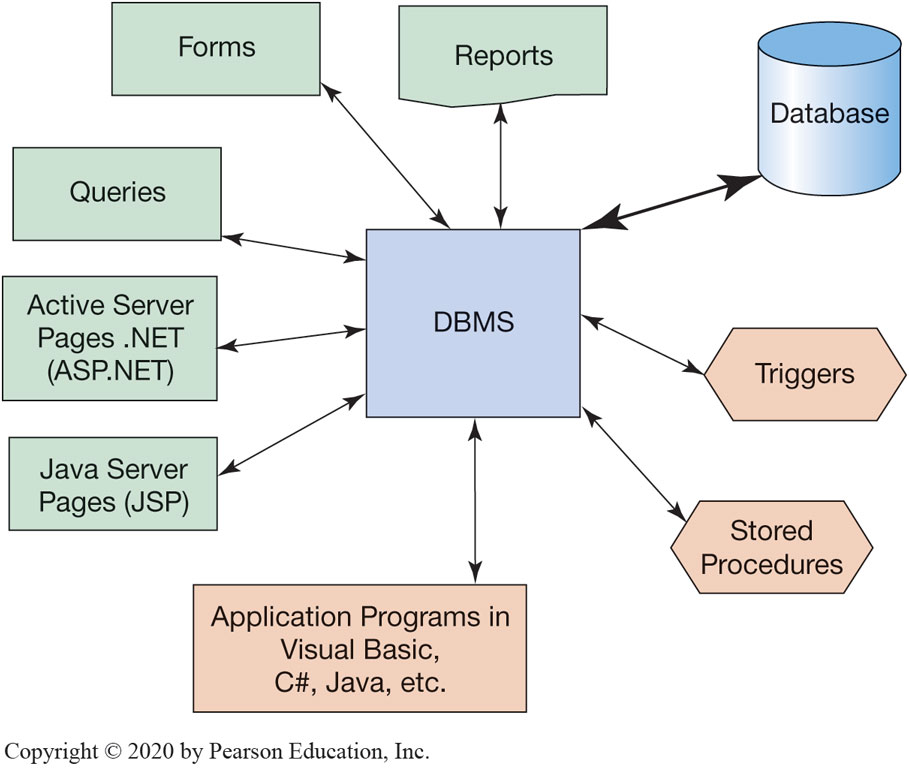 Forms
Reports
Database
Queries
Active Server
Pages .NET
(ASP.NET)
DBMS
Triggers
Java Server
Pages (JSP)
Stored
Procedures
Application Programs in
Visual Basic,
C#, Java, etc.
Copyright © 2020 by Pearson Education, Inc.